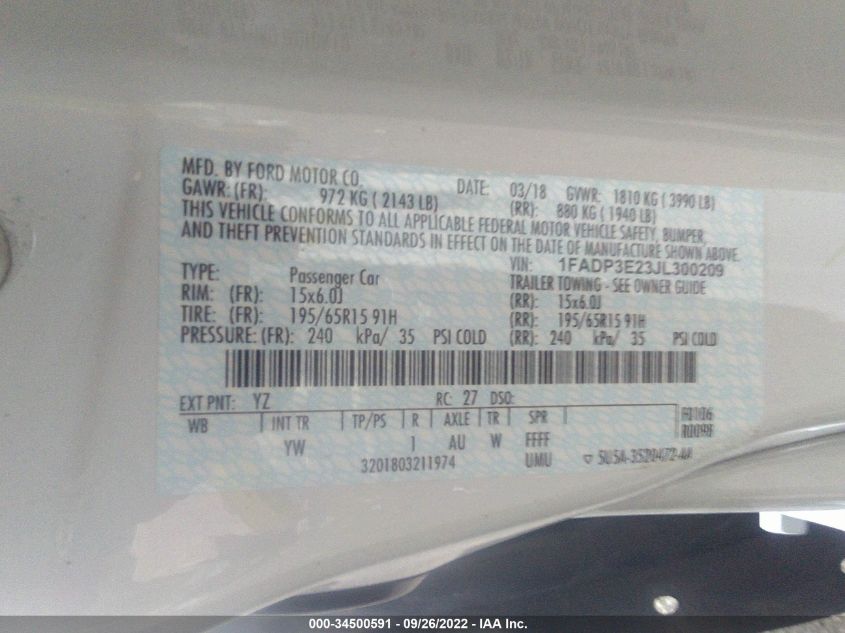 MFD. BY FORD MOTOR CO.
DATE: 03/18 GVWR: 1810 KG ( 3990 LB)
GAWR: (FR): 972 KG ( 2143 LB) (RR): 880 KG ( 1940 LB)
THIS VEHICLE CONFORMS TO ALL APPLICABLE FEDERAL MOTOR VEHICLE SAFETY, BUMPER,
AND THEFT PREVENTION STANDARDS IN EFFECT ON THE DATE OF MANUFACTURE SHOWN ABOVE.
VIN: 1FADP3E23JL300209
TYPE: Passenger Car TRAILER TOWING - SEE OWNER GUIDE
RIM: (FR): 15x6.0J (RR): 15x6.0J
TIRE: (FR): 195/65R15 91H (RR): 195/65R15 91H
PRESSURE: (FR): 240 kPa/ 35 PSI COLD (RR): 240 kPa/ 35 PSI COLD
EXT PNT: YZ RC: 27 DSO:
WB INT TR TP/PS R AXLE TR SPR
YW 1 AU W FFFF
3201803211974 UMU
000-34500591 - 09/26/2022 - IAA Inc.